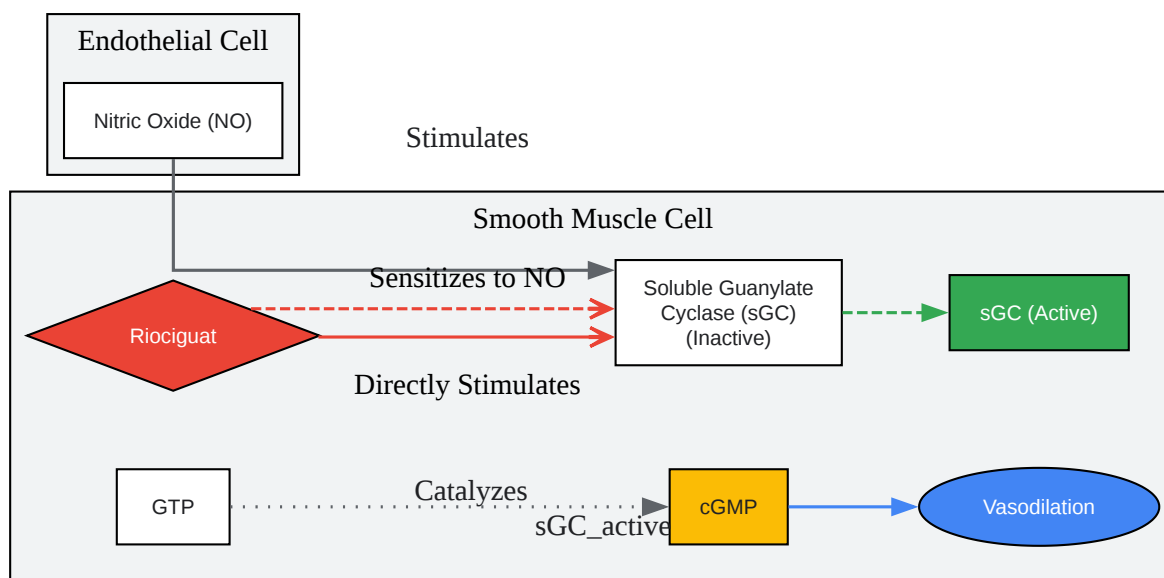 Endothelial Cell
Nitric Oxide (NO)
Stimulates
Smooth Muscle Cell
Sensitizes to NO
Riociguat
Directly Stimulates
Soluble Guanylate
Cyclase (sGC)
(Inactive)
sGC (Active)
GTP
Catalyzes
sGC_active
cGMP
Vasodilation